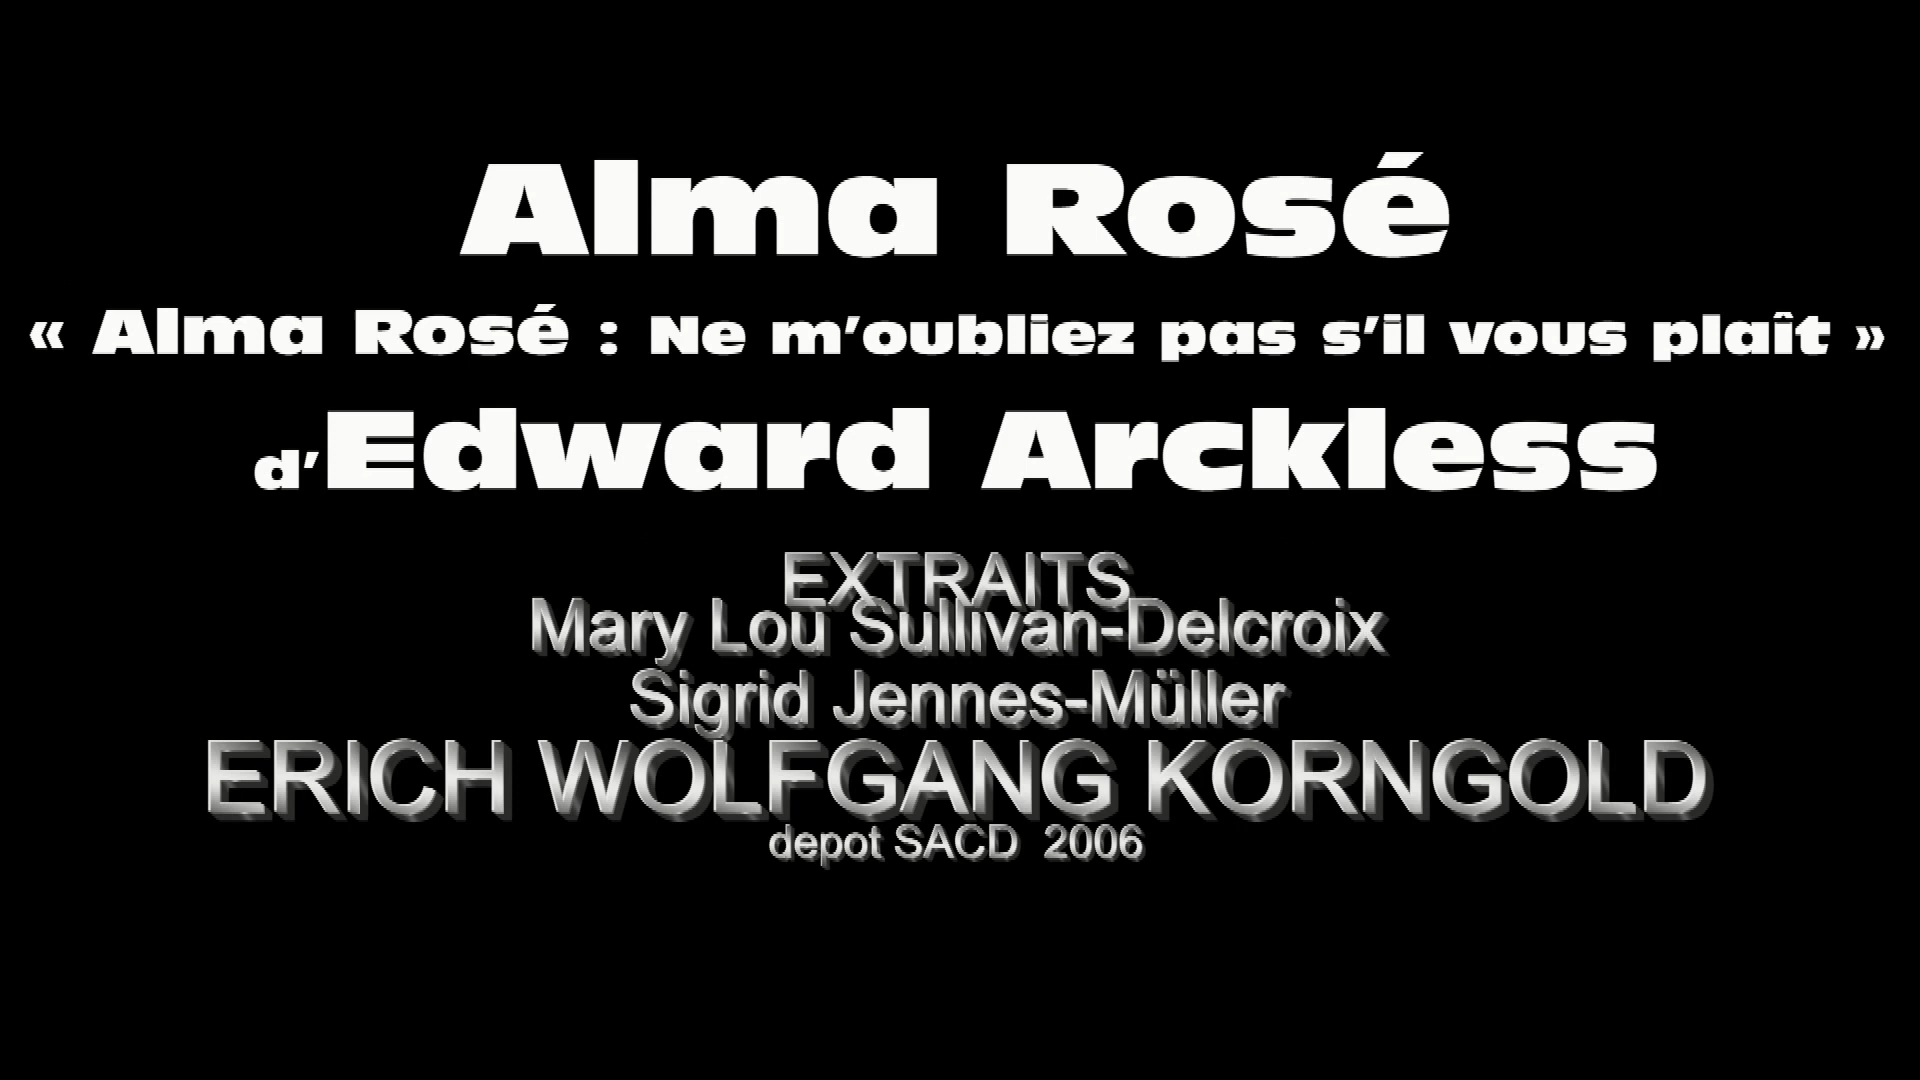 Alma Rosé
« Alma Rosé : Ne m’oubliez pas s’il vous plaît »
d’Edward Arckless
EXTRAITS
Mary Lou Sullivan-Delcroix
Sigrid Jennes-Müller
ERICH WOLFGANG KORNGOLD
depot SACD 2006